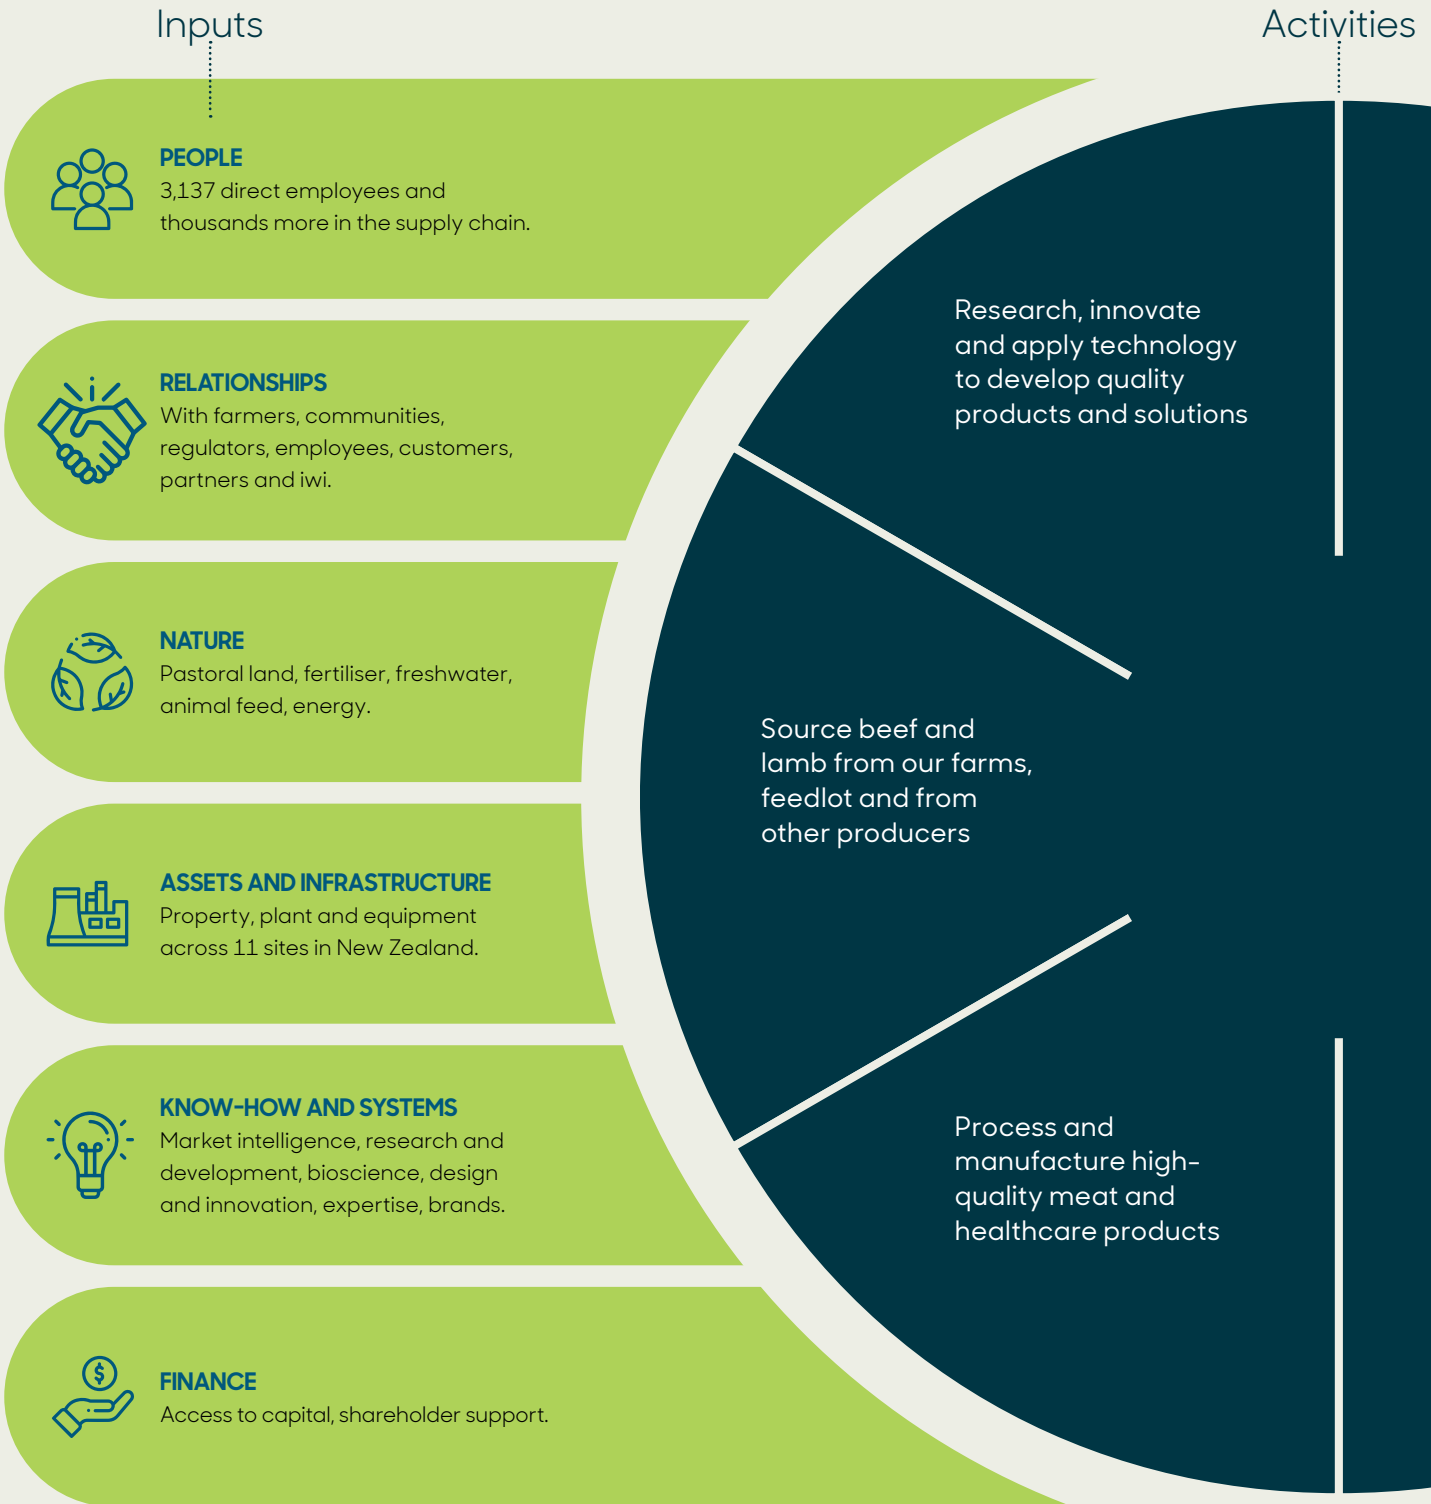 Inputs
Activities
PEOPLE
3,137 direct employees and
thousands more in the supply chain.
RELATIONSHIPS
With farmers, communities,
regulators, employees, customers,
partners and iwi.
NATURE
Pastoral land, fertiliser, freshwater,
animal feed, energy.
ASSETS AND INFRASTRUCTURE
Property, plant and equipment
across 11 sites in New Zealand.
KNOW-HOW AND SYSTEMS
Market intelligence, research and
development, bioscience, design
and innovation, expertise, brands.
FINANCE
$
Access to capital, shareholder support.
Research, innovate
and apply technology
to develop quality
products and solutions
Source beef and
lamb from our farms,
feedlot and from
other producers
Process and
manufacture high-
quality meat and
healthcare products